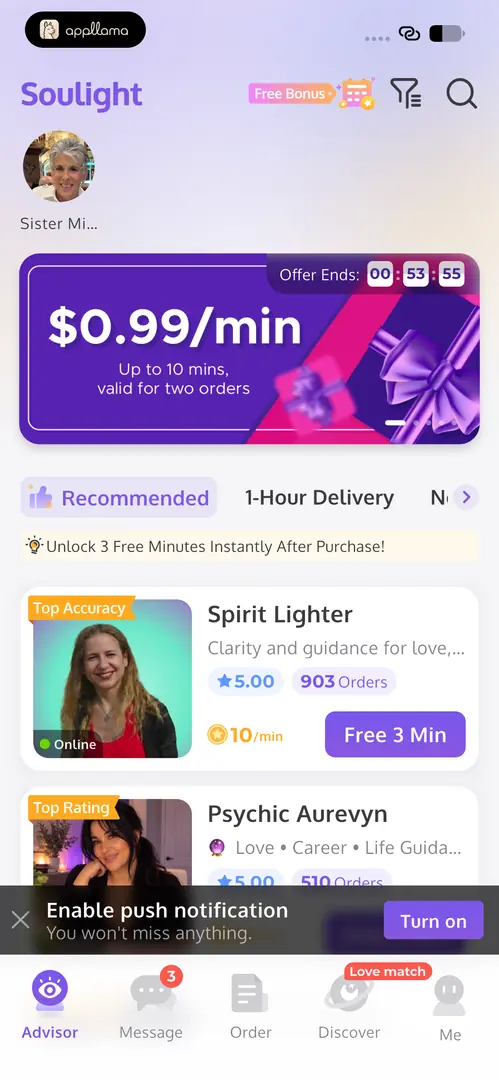 appllama
Soulight
Free Bonus
Sister Mi...
Offer Ends: 00 : 53 : 55
$0.99/min
Up to 10 mins,
valid for two orders
Recommended
1-Hour Delivery
Unlock 3 Free Minutes Instantly After Purchase!
Top Accuracy
Spirit Lighter
Clarity and guidance for love,...
5.00
903 Orders
Online
10/min
Free 3 Min
Top Rating
Psychic Aurevyn
Love • Career • Life Guida...
5.00
510 Orders
Enable push notification
You won't miss anything.
Turn on
3
Love match
Advisor
Message
Order
Discover
Me